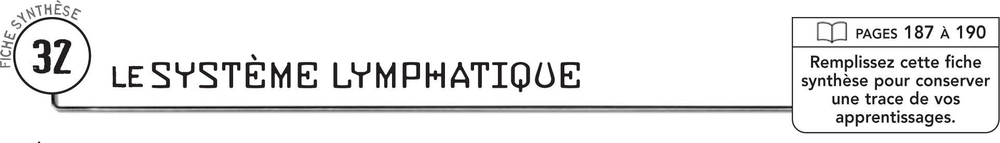 FICHE SYNTHÈSE
32
LE SYSTÈME LYMPHATIQUE
PAGES 187 À 190
Remplissez cette fiche
synthèse pour conserver
une trace de vos
apprentissages.